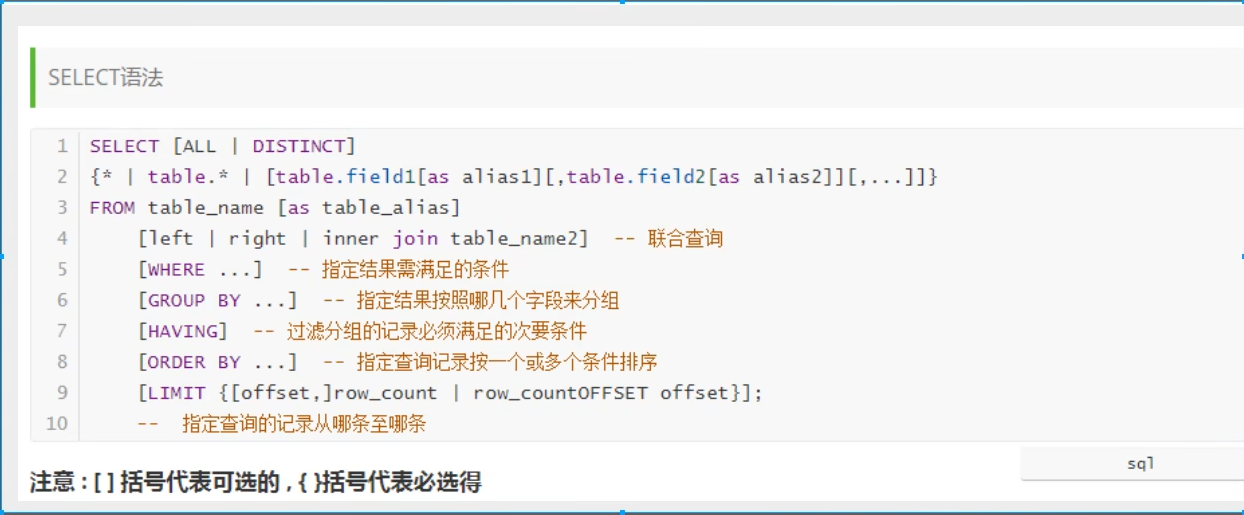 SELECT语法
1 SELECT [ALL | DISTINCT]
2 {* | table.* | [table.field1[as alias1][,table.field2[as alias2]][,...]]}
3 FROM table_name [as table_alias]
4 [left | right | inner join table_name2] -- 联合查询
5 [WHERE ...] -- 指定结果需满足的条件
6 [GROUP BY ...] -- 指定结果按照哪几个字段来分组
7 [HAVING] -- 过滤分组的记录必须满足的次要条件
8 [ORDER BY ...] -- 指定查询记录按一个或多个条件排序
9 [LIMIT {[offset,]row_count | row_countOFFSET offset}];
10 -- 指定查询的记录从哪条至哪条
sql
注意 : [ ] 括号代表可选的 , { }括号代表必选得